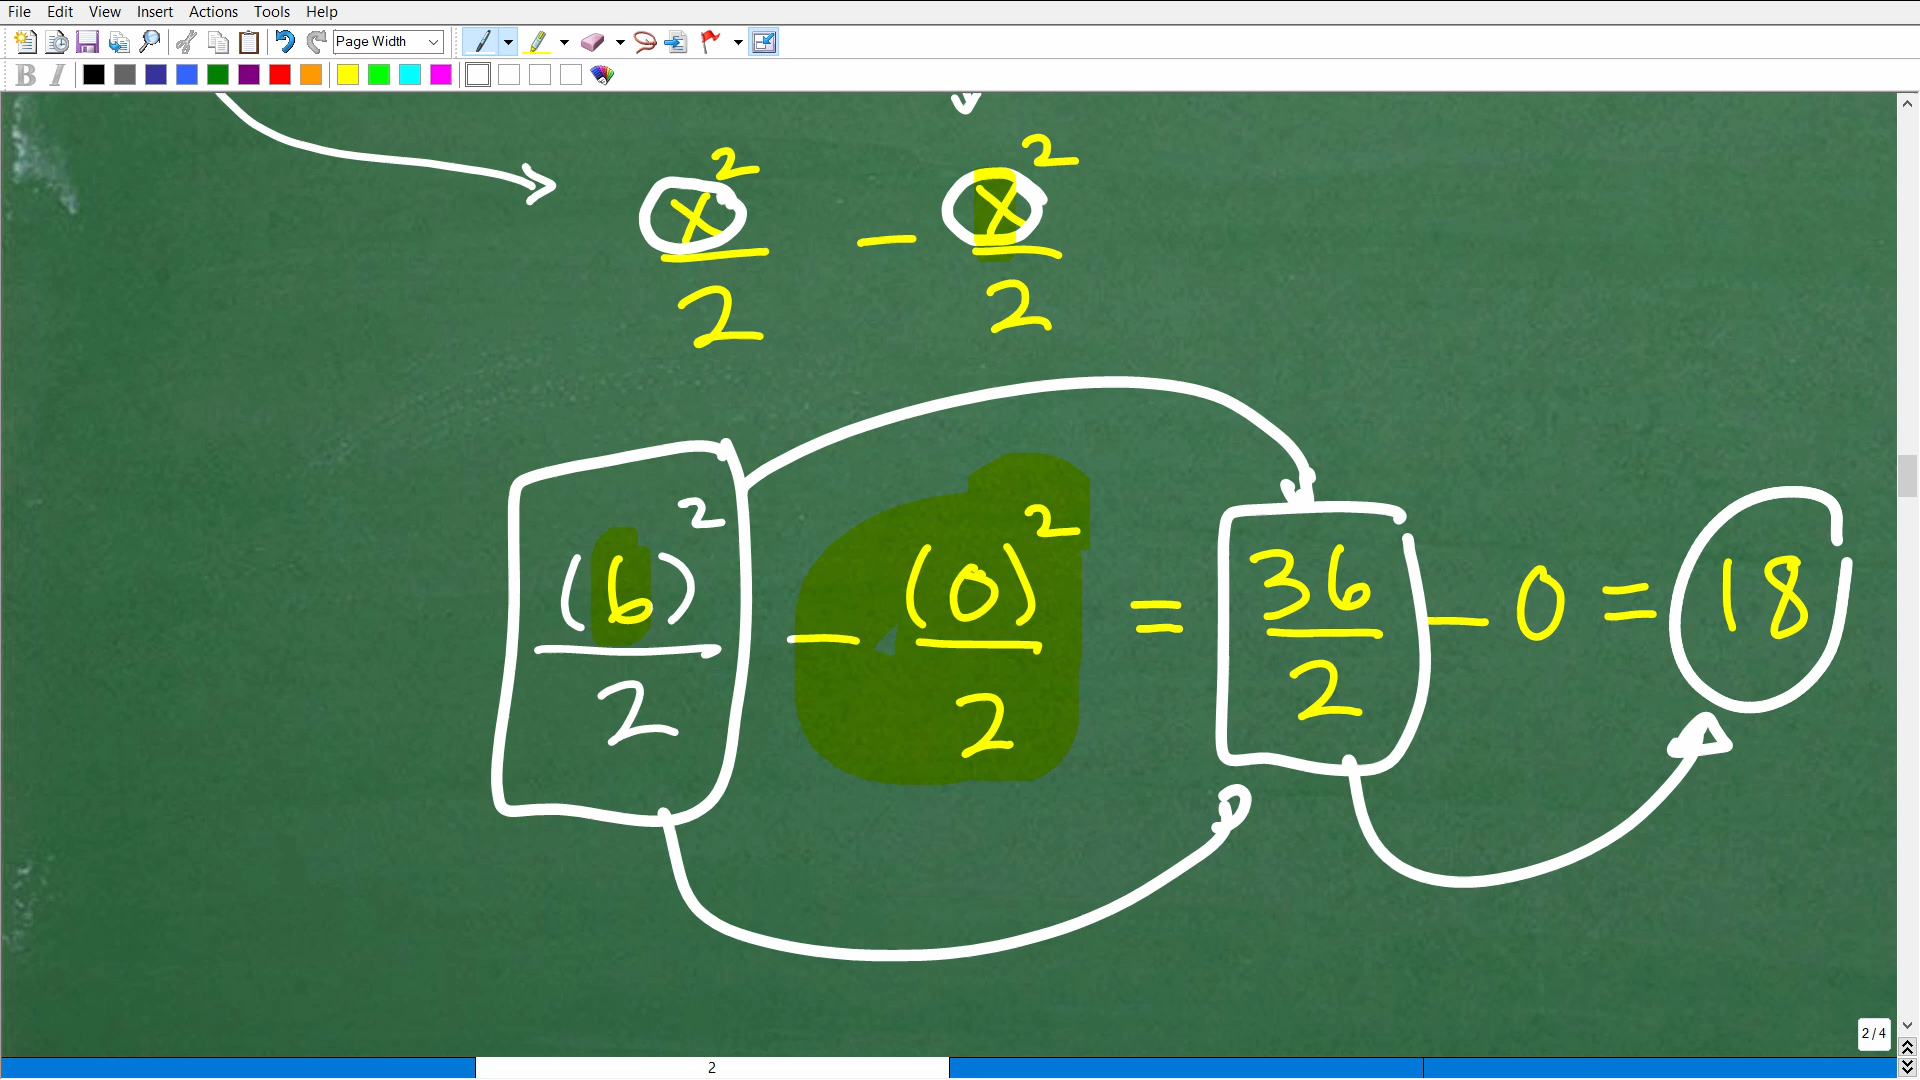 File Edit View Insert Actions Tools Help
Page Width
B I
x² / 2 − x² / 2
(6)² / 2 − (0)² / 2 = 36 / 2 − 0 = 18
2 / 4
2